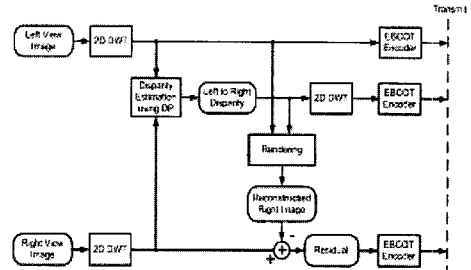 Transmit
Left View
Image
2D DWT
EBCOT
Encoder
Disparity
Estimation
using DP
Left to Right
Disparity
2D DWT
EBCOT
Encoder
Rendering
Reconstructed
Right Image
-
+
+
Right View
Image
2D DWT
Residual
EBCOT
Encoder